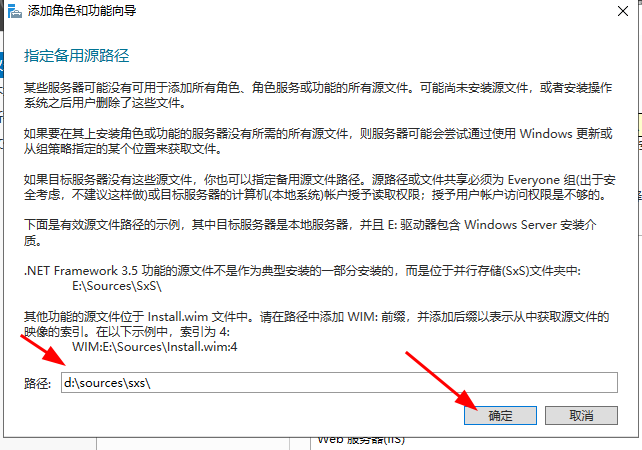 添加角色和功能向导
指定备用源路径
某些服务器可能没有可用于添加所有角色、角色服务或功能的所有源文件。可能尚未安装源文件，或者安装操作
系统之后用户删除了这些文件。
如果要在其上安装角色或功能的服务器没有所需的所有源文件，则服务器可能会尝试通过使用 Windows 更新或
从组策略指定的某个位置来获取文件。
如果目标服务器没有这些源文件，你也可以指定备用源文件路径。源路径或文件共享必须为 Everyone 组(出于安
全考虑，不建议这样做)或目标服务器的计算机(本地系统)帐户授予读取权限；授予用户帐户访问权限是不够的。
下面是有效源文件路径的示例，其中目标服务器是本地服务器，并且 E: 驱动器包含 Windows Server 安装介
质。
.NET Framework 3.5 功能的源文件不是作为典型安装的一部分安装的，而是位于并行存储(SxS)文件夹中:
E:\Sources\SxS\
其他功能的源文件位于 Install.wim 文件中。请在路径中添加 WIM: 前缀，并添加后缀以表示从中获取源文件的
映像的索引。在以下示例中，索引为 4:
WIM:E:\Sources\Install.wim:4
路径: d:\sources\sxs\
确定 取消
Web 服务器(IIS)